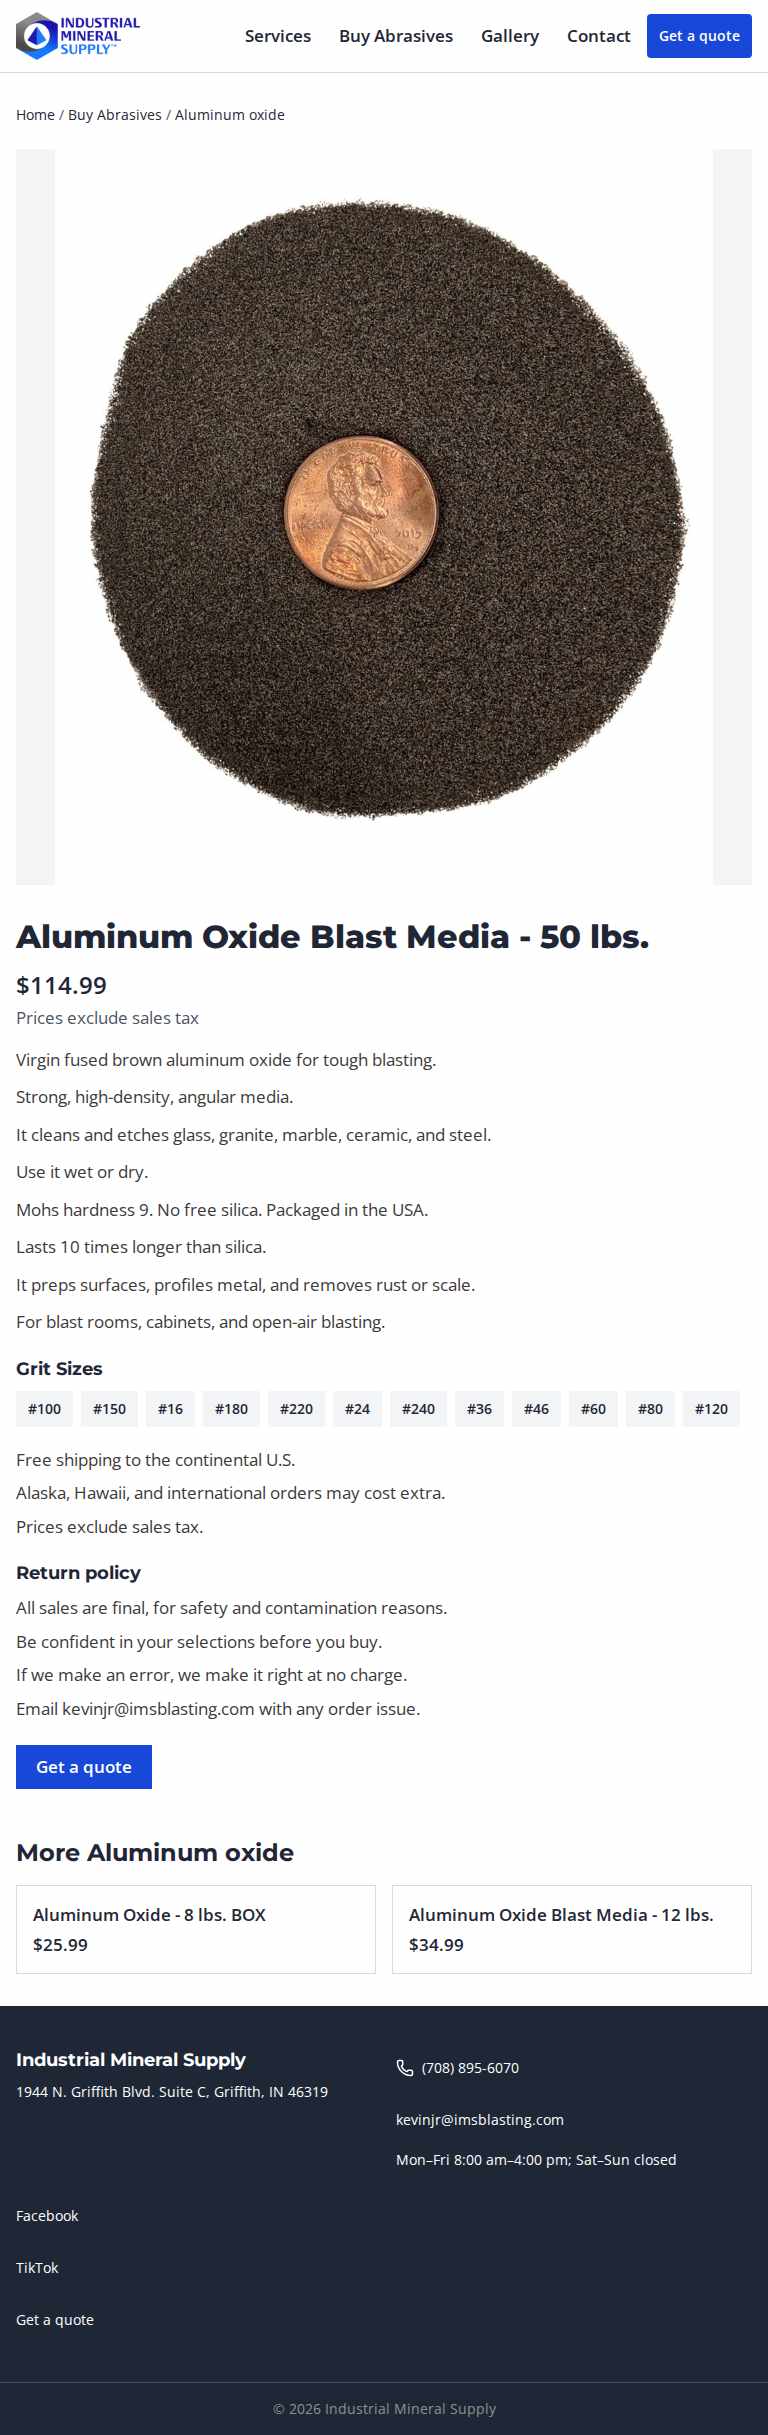 INDUSTRIAL
MINERAL
SUPPLY™
Services
Buy Abrasives
Gallery
Contact
Get a quote
Home / Buy Abrasives / Aluminum oxide
Aluminum Oxide Blast Media - 50 lbs.
$114.99
Prices exclude sales tax
Virgin fused brown aluminum oxide for tough blasting.
Strong, high-density, angular media.
It cleans and etches glass, granite, marble, ceramic, and steel.
Use it wet or dry.
Mohs hardness 9. No free silica. Packaged in the USA.
Lasts 10 times longer than silica.
It preps surfaces, profiles metal, and removes rust or scale.
For blast rooms, cabinets, and open-air blasting.
Grit Sizes
#100 #150 #16 #180 #220 #24 #240 #36 #46 #60 #80 #120
Free shipping to the continental U.S.
Alaska, Hawaii, and international orders may cost extra.
Prices exclude sales tax.
Return policy
All sales are final, for safety and contamination reasons.
Be confident in your selections before you buy.
If we make an error, we make it right at no charge.
Email kevinjr@imsblasting.com with any order issue.
Get a quote
More Aluminum oxide
Aluminum Oxide - 8 lbs. BOX
$25.99
Aluminum Oxide Blast Media - 12 lbs.
$34.99
Industrial Mineral Supply
1944 N. Griffith Blvd. Suite C, Griffith, IN 46319
(708) 895-6070
kevinjr@imsblasting.com
Mon–Fri 8:00 am–4:00 pm; Sat–Sun closed
Facebook
TikTok
Get a quote
© 2026 Industrial Mineral Supply